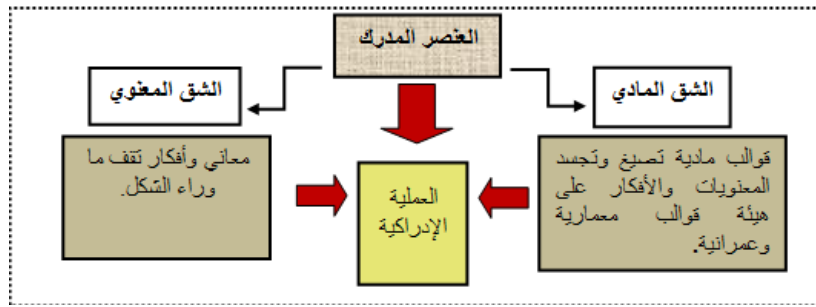 العنصر المدرك
الشق المادي
الشق المعنوي
قوالب مادية تصيغ وتجسد
المعنويات والأفكار على
هيئة قوالب معمارية
وعمرانية.
العملية
الإدراكية
معاني وأفكار تقف ما
وراء الشكل.